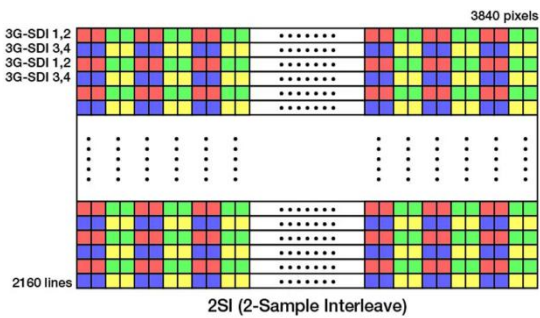 3840 pixels
3G-SDI 1,2
3G-SDI 3,4
3G-SDI 1,2
3G-SDI 3,4
2160 lines
2SI (2-Sample Interleave)